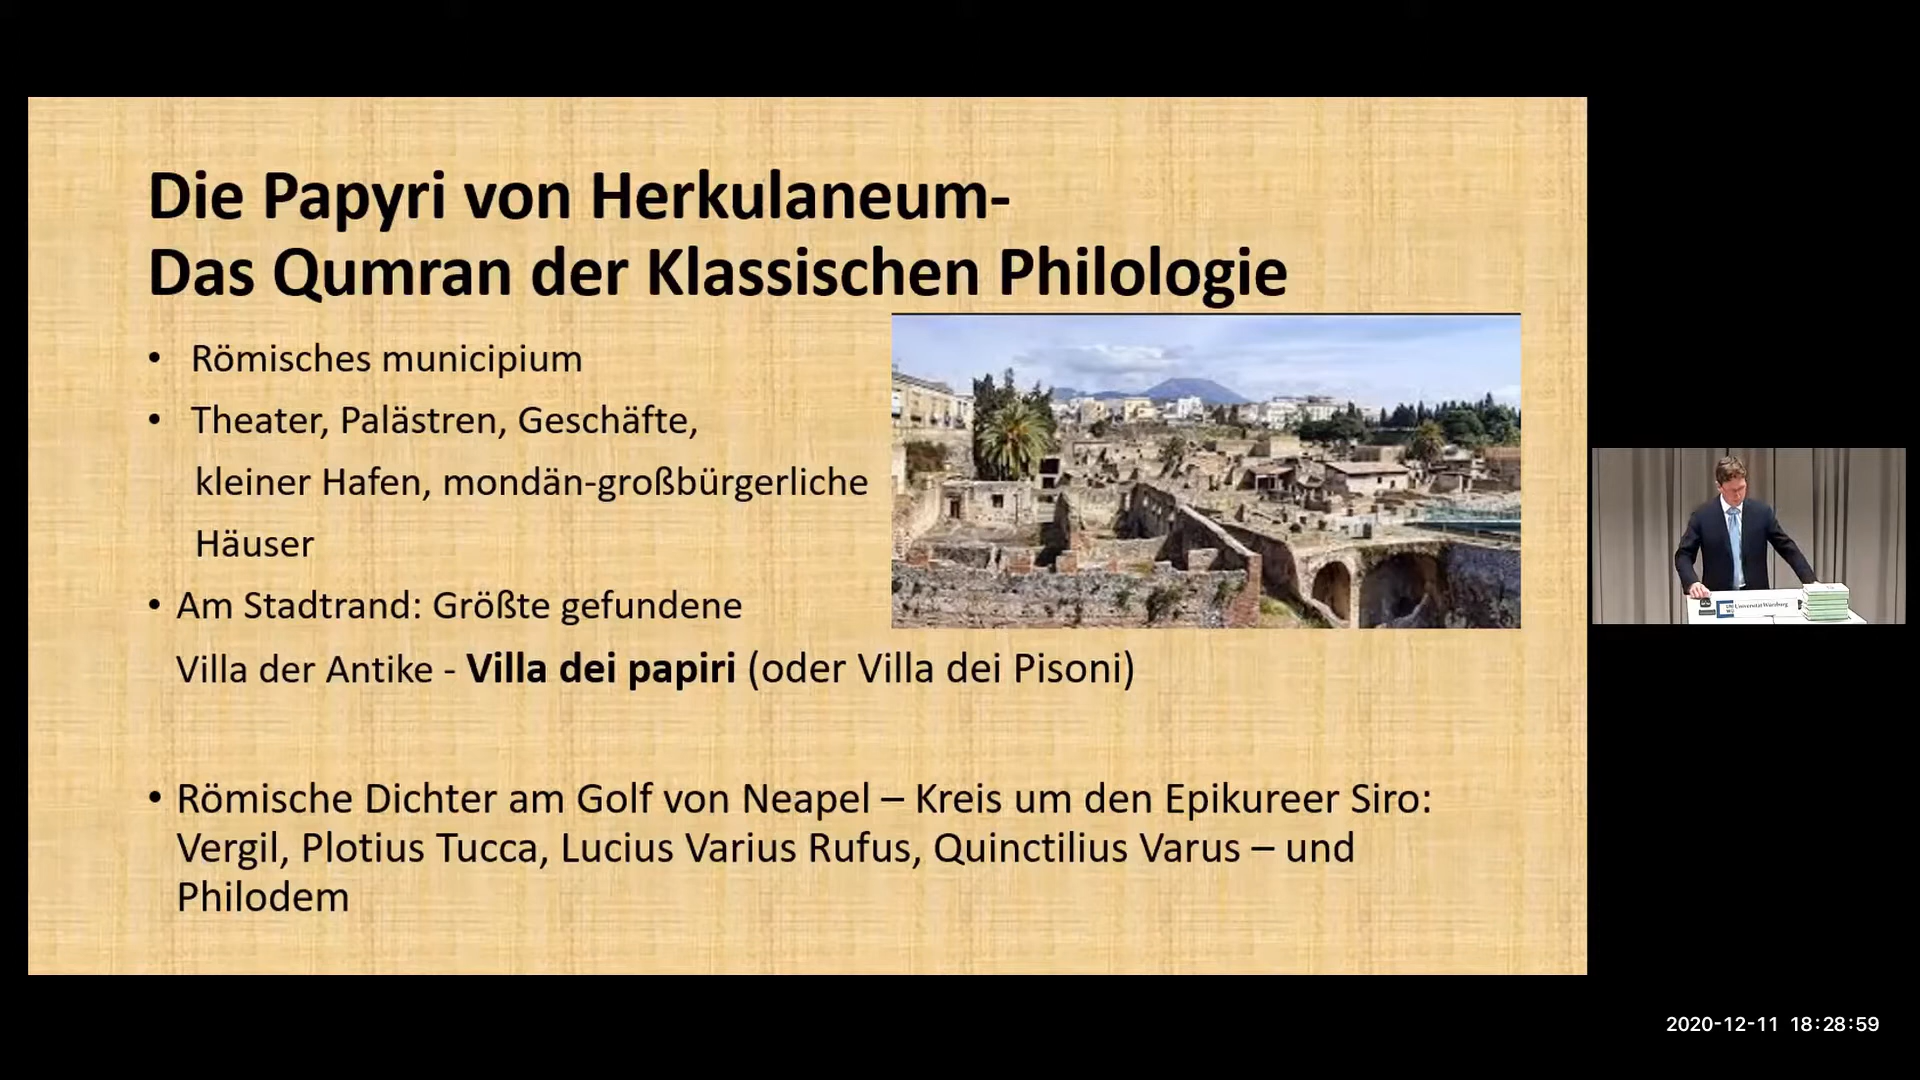 Die Papyri von Herkulaneum-
Das Qumran der Klassischen Philologie
• Römisches municipium
• Theater, Palästren, Geschäfte,
kleiner Hafen, mondän-großbürgerliche
Häuser
• Am Stadtrand: Größte gefundene
Villa der Antike - Villa dei papiri (oder Villa dei Pisoni)
• Römische Dichter am Golf von Neapel – Kreis um den Epikureer Siro:
Vergil, Plotius Tucca, Lucius Varius Rufus, Quinctilius Varus – und
Philodem
Universität Würzburg
2020-12-11 18:28:59